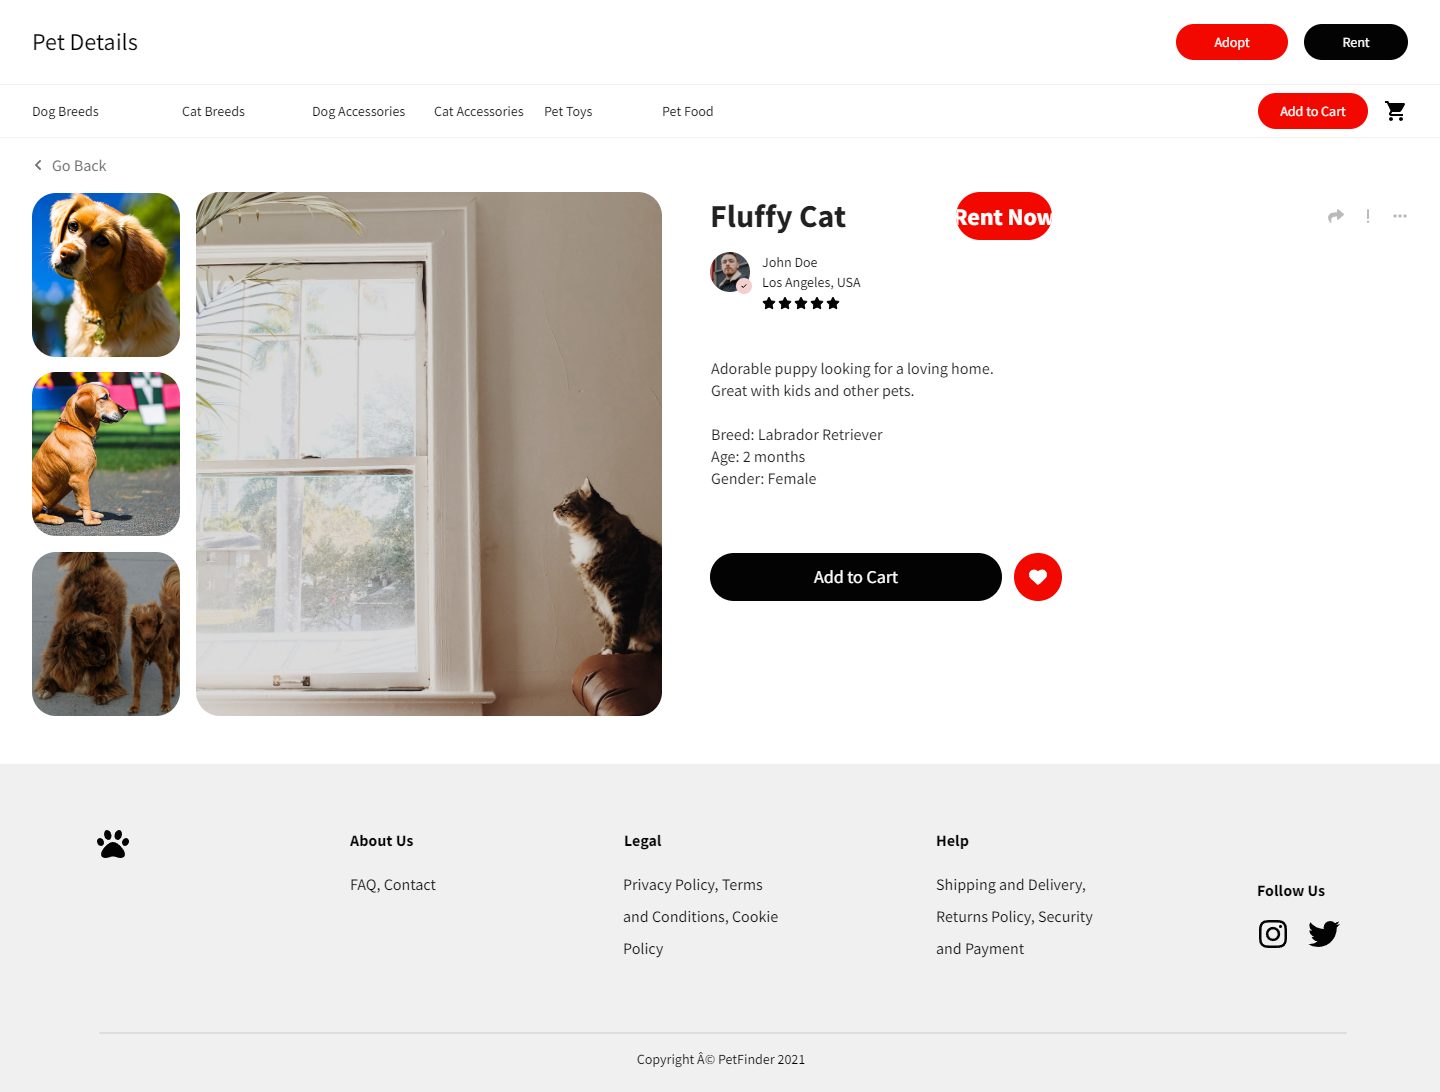 Pet Details
Adopt
Rent
Dog Breeds
Cat Breeds
Dog Accessories
Cat Accessories
Pet Toys
Pet Food
Add to Cart
Go Back
Fluffy Cat
Rent Now
John Doe
Los Angeles, USA
Adorable puppy looking for a loving home.
Great with kids and other pets.
Breed: Labrador Retriever
Age: 2 months
Gender: Female
Add to Cart
About Us
FAQ, Contact
Legal
Privacy Policy, Terms
and Conditions, Cookie
Policy
Help
Shipping and Delivery,
Returns Policy, Security
and Payment
Follow Us
Copyright Â© PetFinder 2021